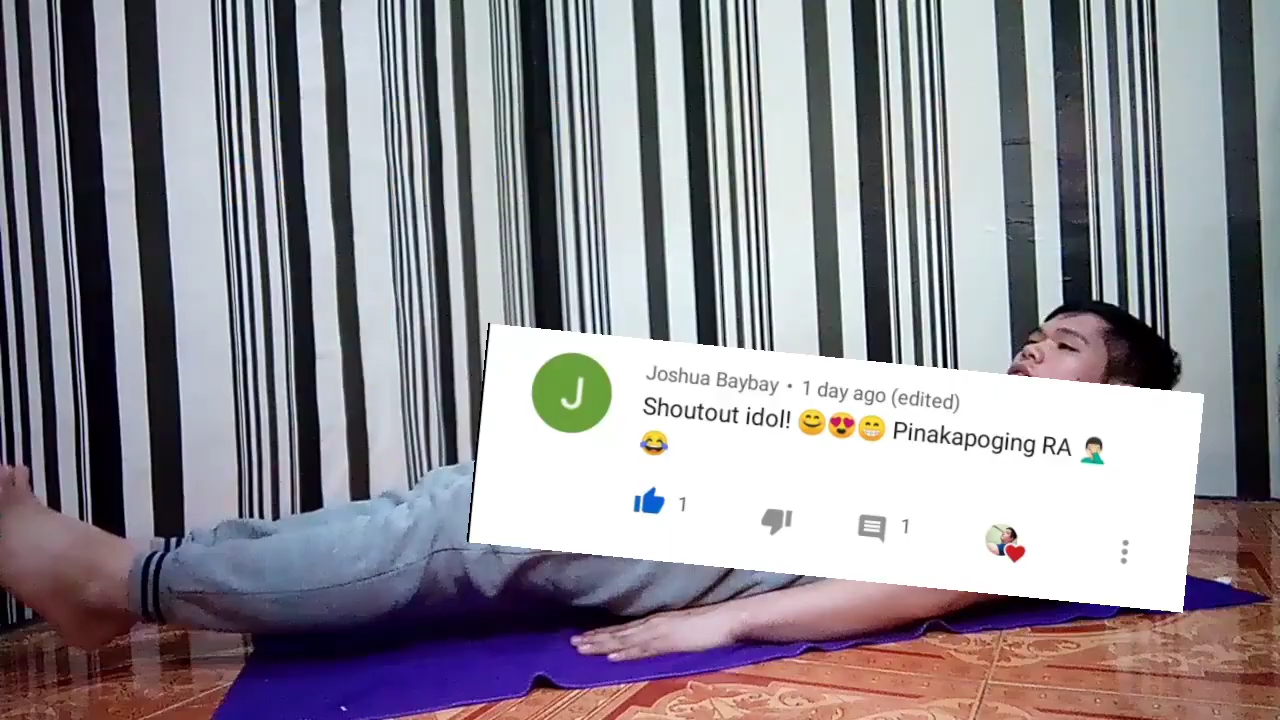 J
Joshua Baybay • 1 day ago (edited)
Shoutout idol! 😄😍😁 Pinakapoging RA 🤦🏻‍♂️
😂
1
1